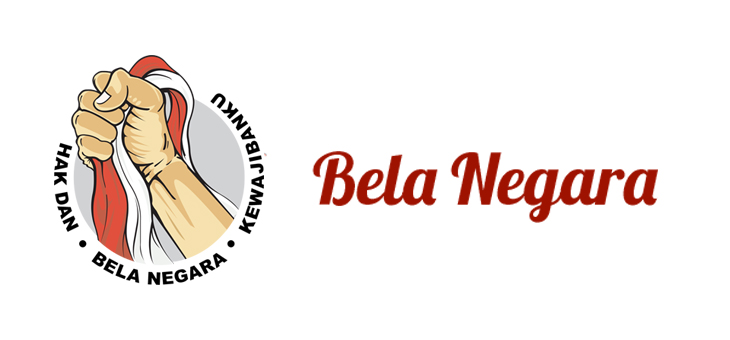 HAK DAN • BELA NEGARA • KEWAJIBANKU
Bela Negara